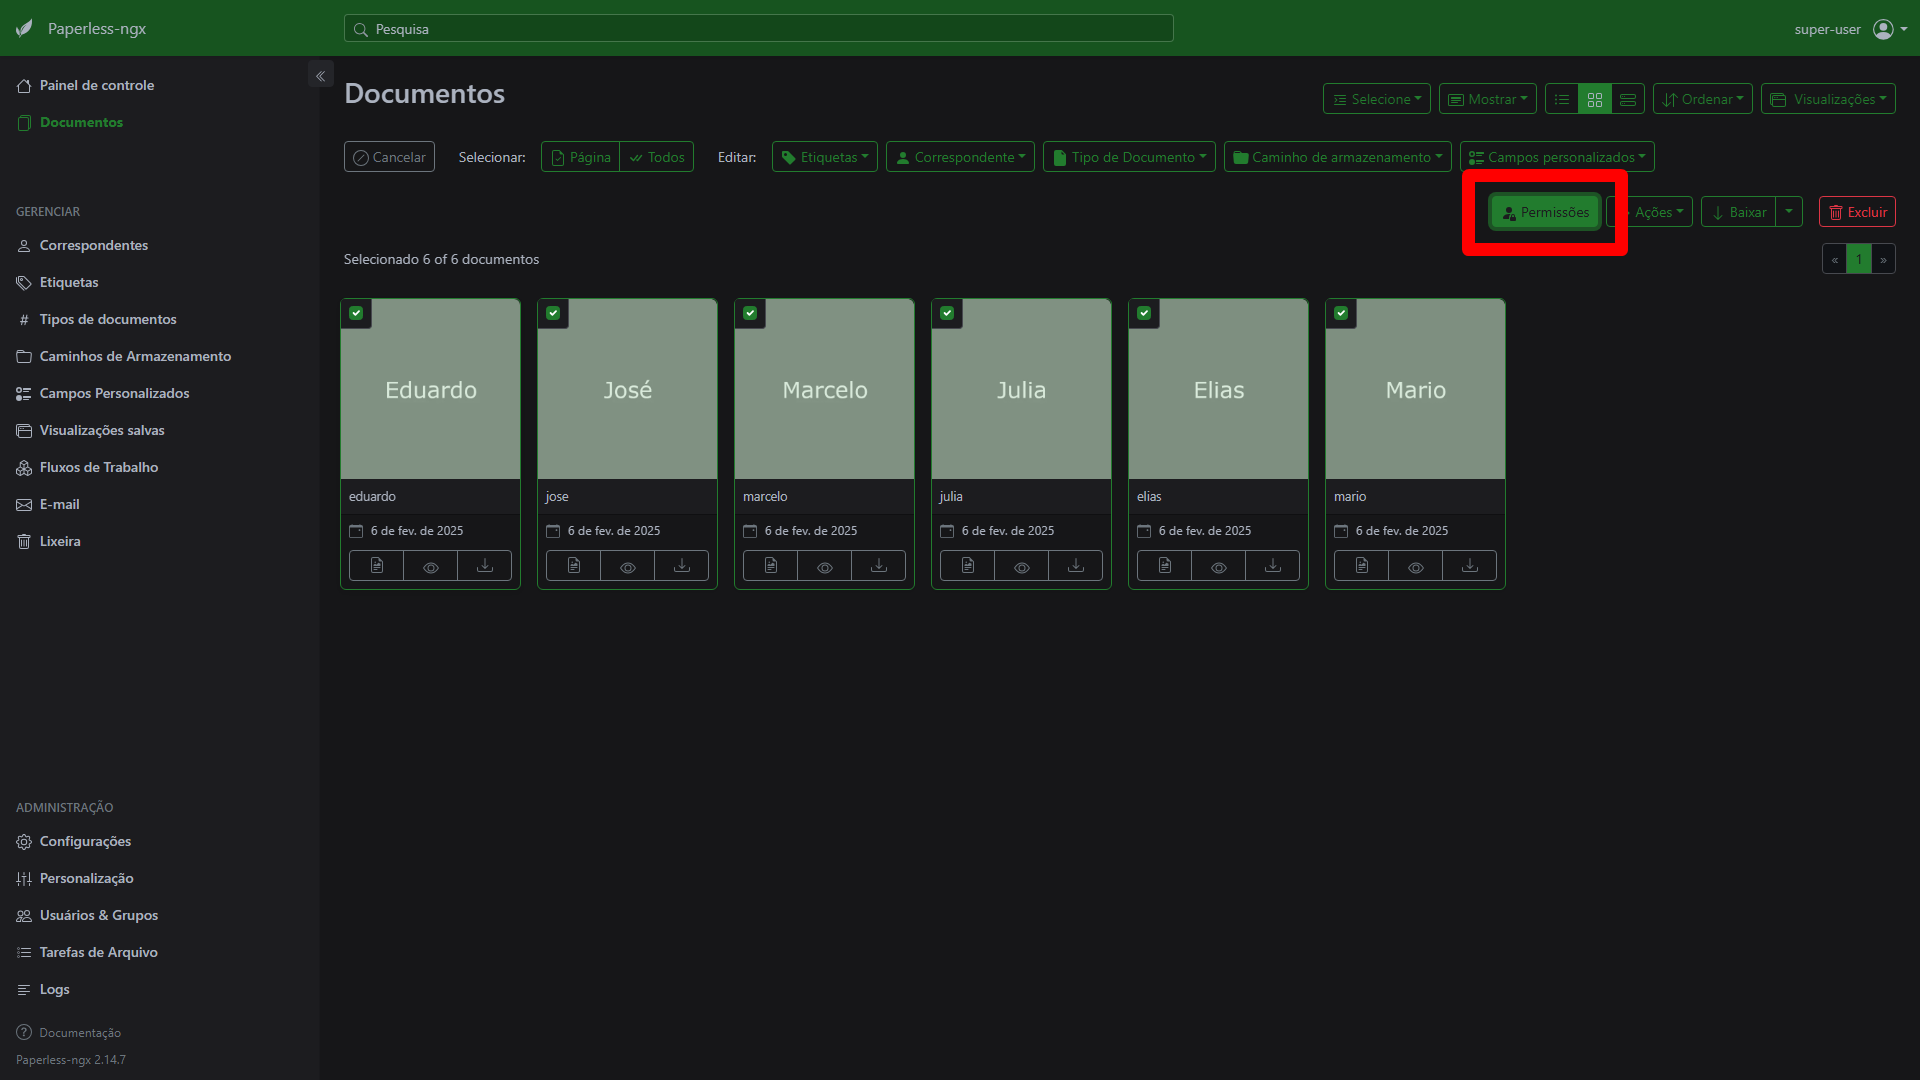 Paperless-ngx
Pesquisa
super-user
Painel de controle
Documentos
GERENCIAR
Correspondentes
Etiquetas
Tipos de documentos
Caminhos de Armazenamento
Campos Personalizados
Visualizações salvas
Fluxos de Trabalho
E-mail
Lixeira
ADMINISTRAÇÃO
Configurações
Personalização
Usuários & Grupos
Tarefas de Arquivo
Logs
Documentação
Paperless-ngx 2.14.7
Documentos
Selecione Mostrar Ordenar Visualizações
Cancelar Selecionar: Página Todos Editar: Etiquetas Correspondente Tipo de Documento Caminho de armazenamento Campos personalizados
Permissões Ações Baixar Excluir
Selecionado 6 of 6 documentos
« 1 »
Eduardo José Marcelo Julia Elias Mario
eduardo jose marcelo julia elias mario
6 de fev. de 2025 6 de fev. de 2025 6 de fev. de 2025 6 de fev. de 2025 6 de fev. de 2025 6 de fev. de 2025